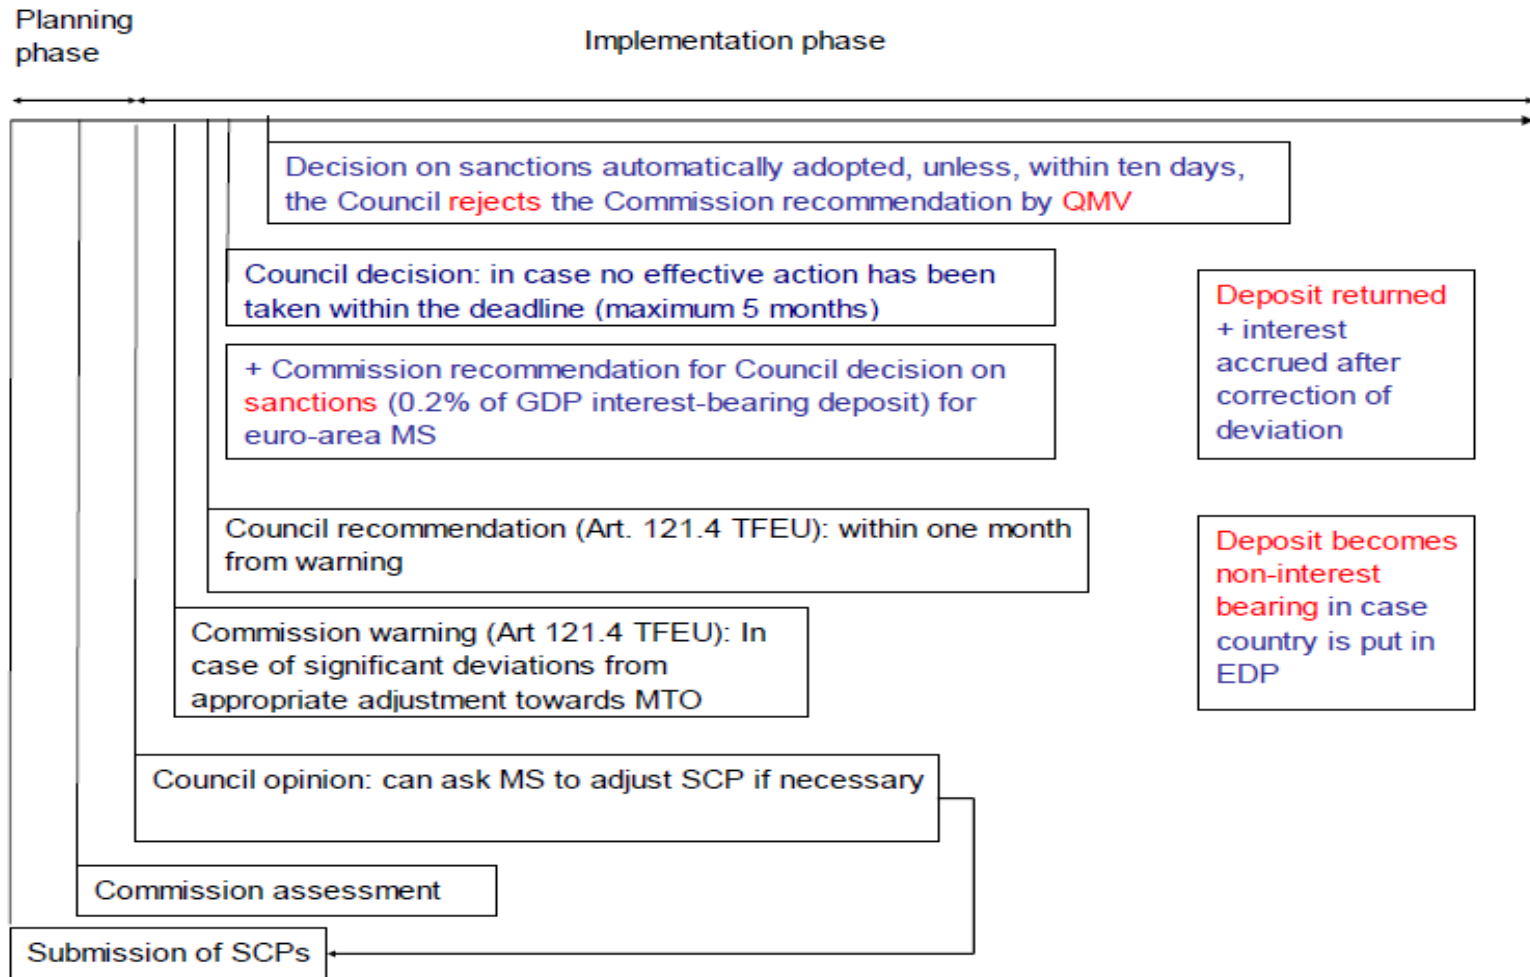 Planning
phase
Implementation phase
Decision on sanctions automatically adopted, unless, within ten days,
the Council rejects the Commission recommendation by QMV
Council decision: in case no effective action has been
taken within the deadline (maximum 5 months)
+ Commission recommendation for Council decision on
sanctions (0.2% of GDP interest-bearing deposit) for
euro-area MS
Deposit returned
+ interest
accrued after
correction of
deviation
Council recommendation (Art. 121.4 TFEU): within one month
from warning
Deposit becomes
non-interest
bearing in case
country is put in
EDP
Commission warning (Art 121.4 TFEU): In
case of significant deviations from
appropriate adjustment towards MTO
Council opinion: can ask MS to adjust SCP if necessary
Commission assessment
Submission of SCPs